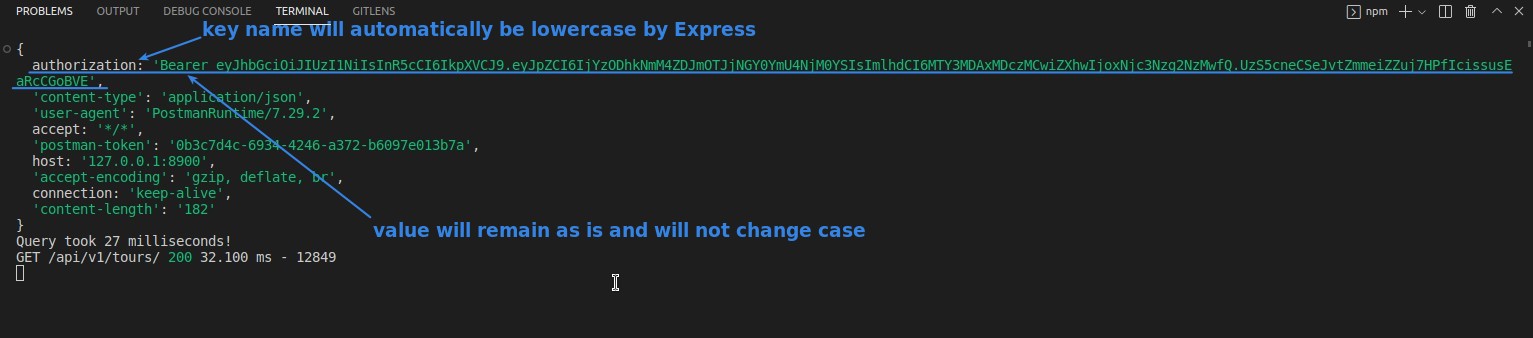 PROBLEMS OUTPUT DEBUG CONSOLE TERMINAL GITLENS npm
key name will automatically be lowercase by Express
{
authorization: 'Bearer eyJhbGciOiJIUzI1NiIsInR5cCI6IkpXVCJ9.eyJpZCI6IjYzODhkNmM4ZDJmOTJjNGY0YmU4NjM0YSIsImlhdCI6MTY3MDAxMDczMCwiZXhwIjoxNjc3Nzg2NzMwfQ.UzS5cneCSeJvtZmmeiZZuj7HPfIcissusE
aRcCGoBVE',
'content-type': 'application/json',
'user-agent': 'PostmanRuntime/7.29.2',
accept: '*/*',
'postman-token': '0b3c7d4c-6934-4246-a372-b6097e013b7a',
host: '127.0.0.1:8900',
'accept-encoding': 'gzip, deflate, br',
connection: 'keep-alive',
'content-length': '182'
value will remain as is and will not change case
}
Query took 27 milliseconds!
GET /api/v1/tours/ 200 32.100 ms - 12849